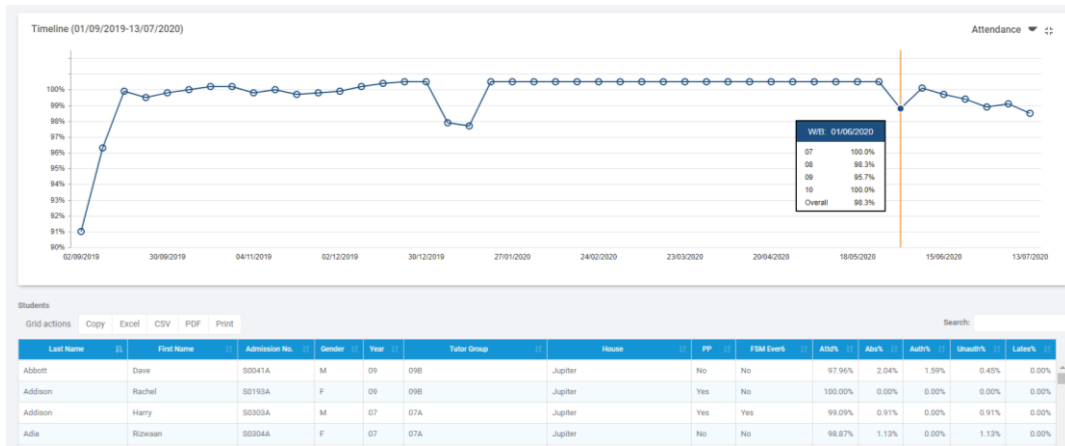 Timeline (01/09/2019-13/07/2020)
Attendance
100%
99%
98%
97%
96%
95%
94%
93%
92%
91%
90%
02/09/2019 30/09/2019 04/11/2019 02/12/2019 30/12/2019 27/01/2020 24/02/2020 23/03/2020 20/04/2020 18/05/2020 15/06/2020 13/07/2020
W/B: 01/06/2020
07 100.0%
08 98.3%
09 95.7%
10 100.0%
Overall 98.3%
Students
Grid actions Copy Excel CSV PDF Print Search:
Last Name First Name Admission No. Gender Year Tutor Group House PP FSM Ever6 Attd% Abs% Auth% Unauth% Lates%
Abbott Dave S0041A M 09 09B Jupiter No No 97.96% 2.04% 1.59% 0.45% 0.00%
Addison Rachel S0193A F 09 09B Jupiter Yes No 100.00% 0.00% 0.00% 0.00% 0.00%
Addison Harry S0303A M 07 07A Jupiter Yes Yes 99.09% 0.91% 0.00% 0.91% 0.00%
Adia Rizwaan S0304A F 07 07A Jupiter No No 98.87% 1.13% 0.00% 1.13% 0.00%